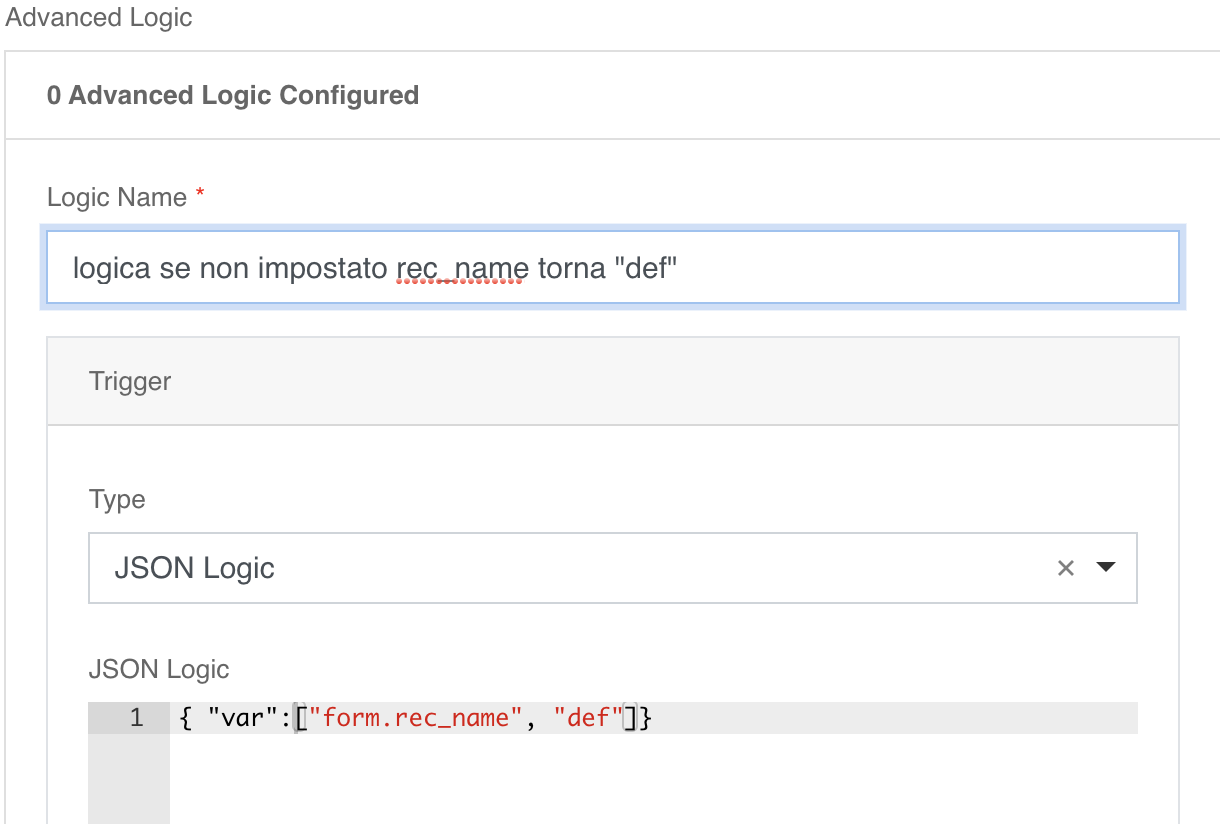 Advanced Logic
0 Advanced Logic Configured
Logic Name *
logica se non impostato rec_name torna "def"
Trigger
Type
JSON Logic
JSON Logic
1 { "var":["form.rec_name", "def"]}